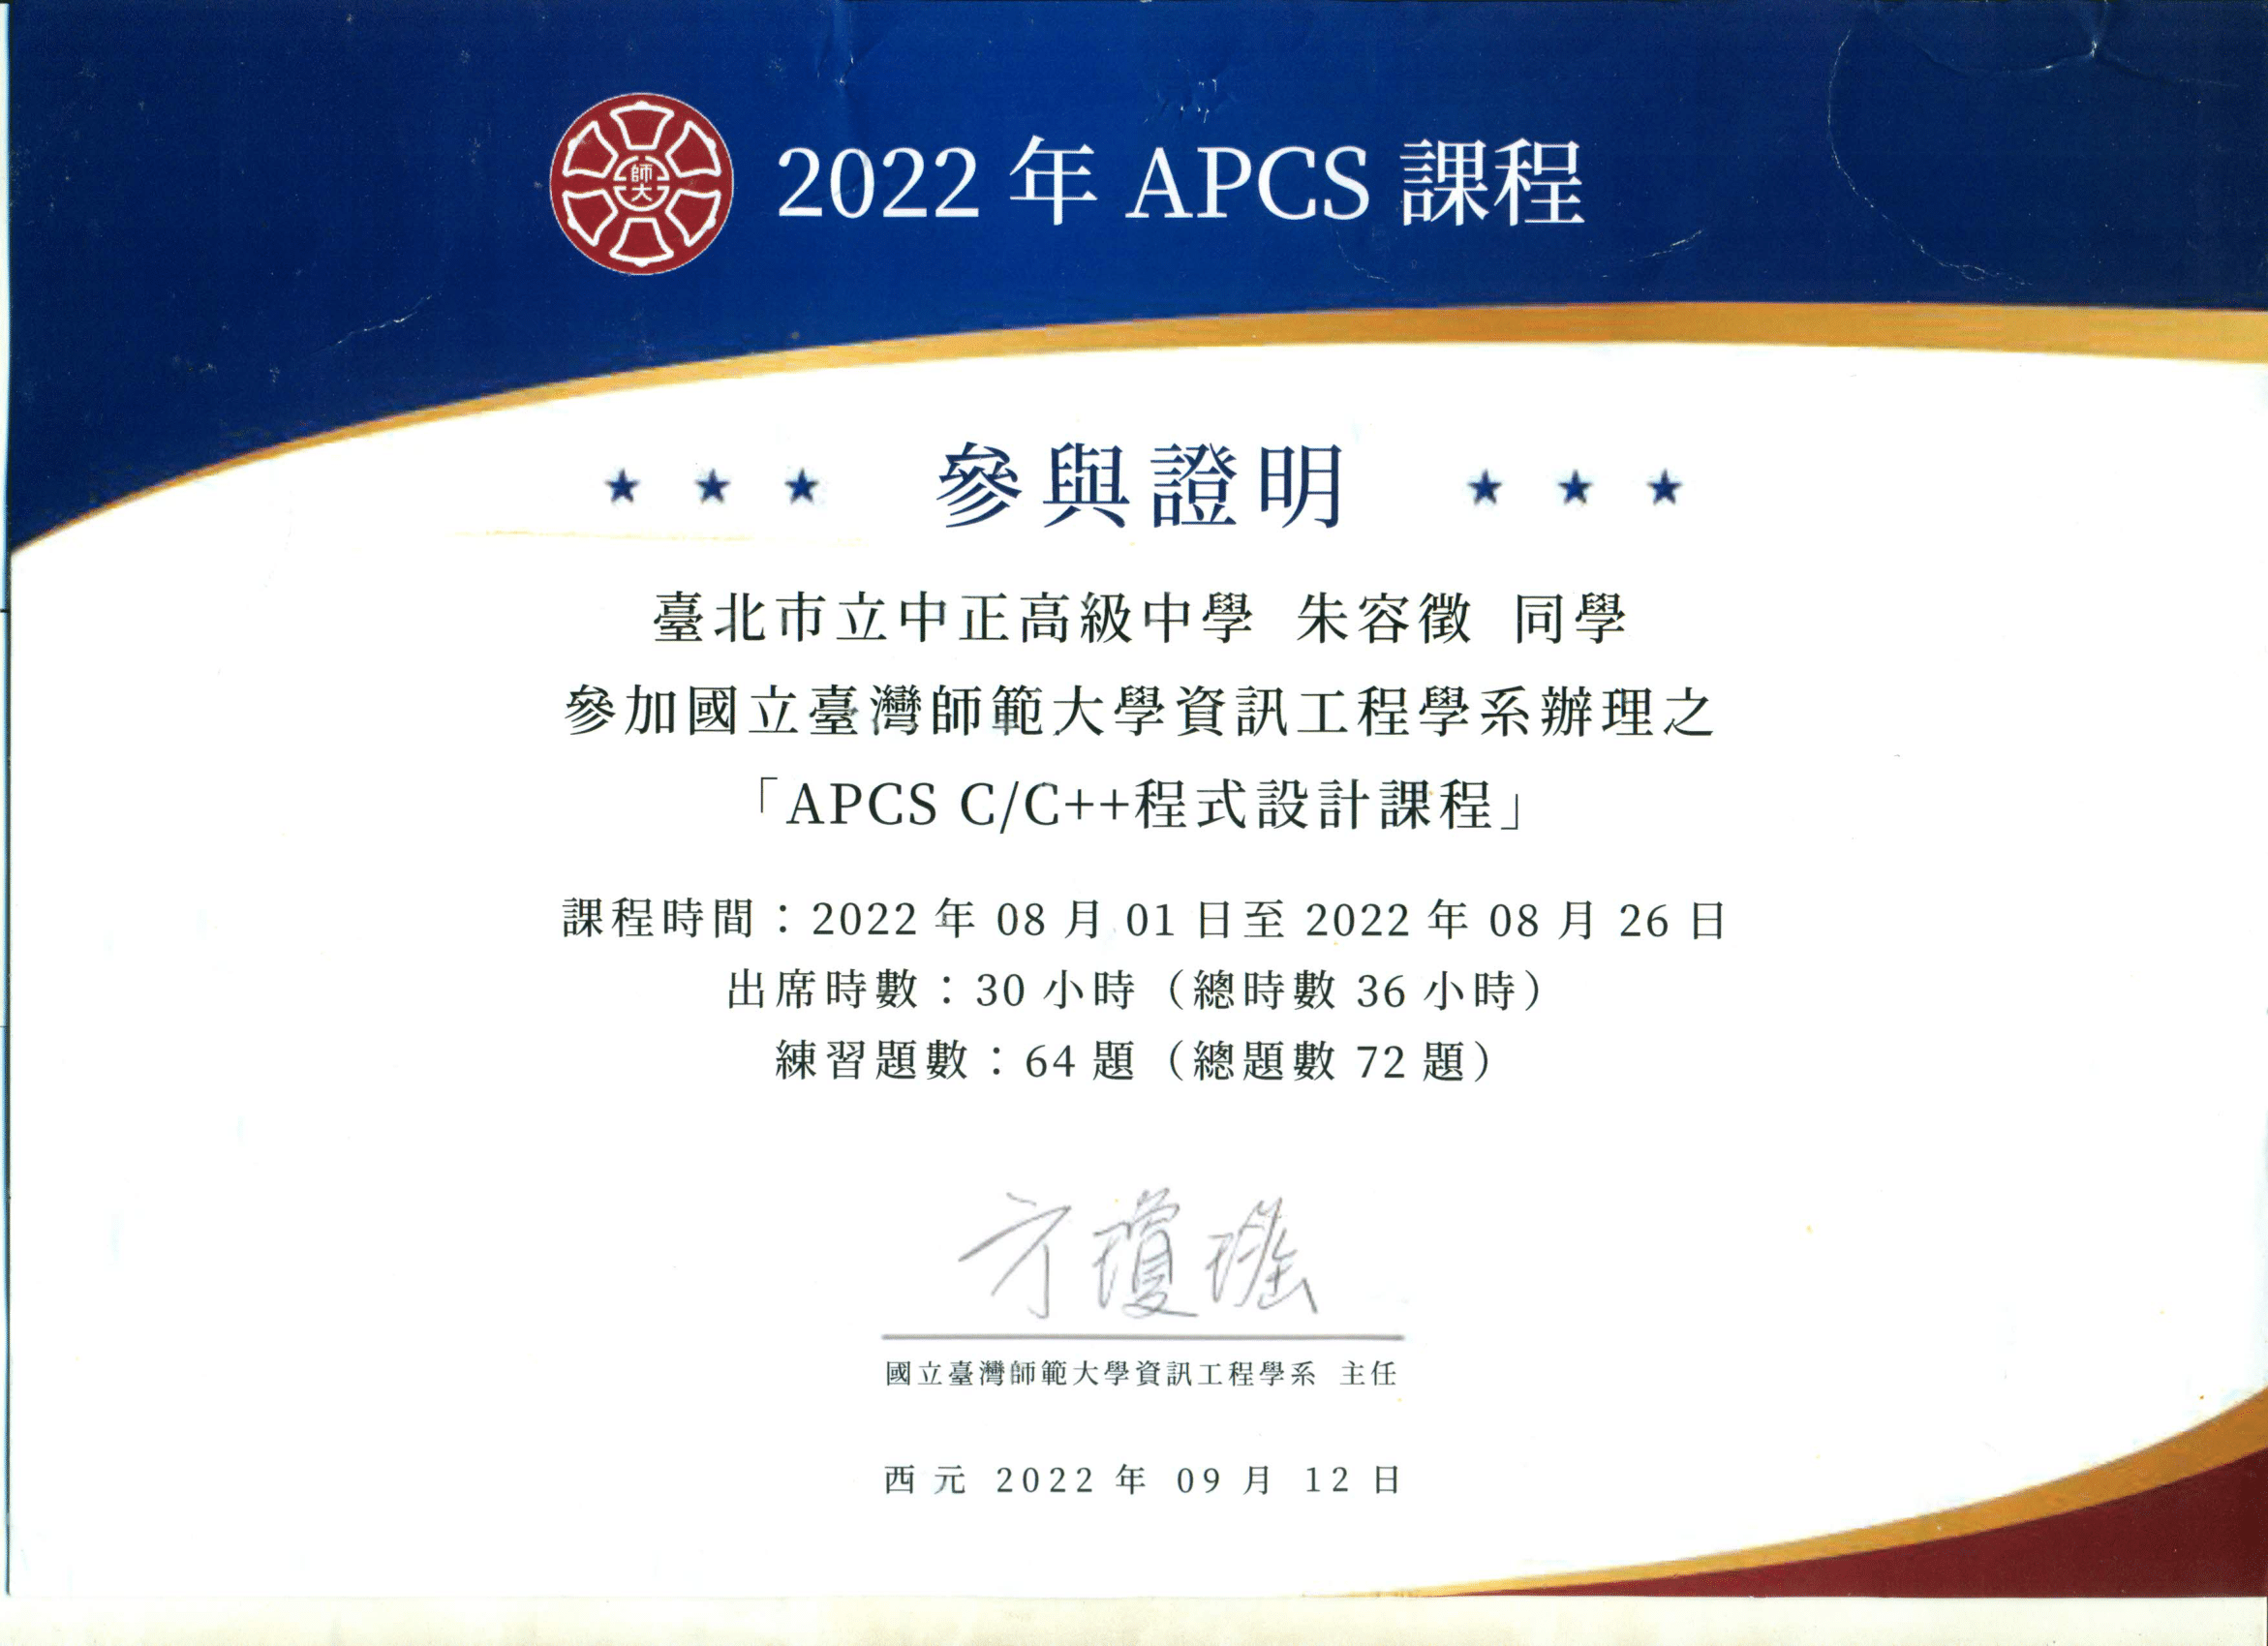 師大
2022 年 APCS 課程
參與證明
臺北市立中正高級中學 朱容徵 同學
參加國立臺灣師範大學資訊工程學系辦理之
「APCS C/C++程式設計課程」
課程時間：2022 年 08 月 01 日至 2022 年 08 月 26 日
出席時數：30 小時（總時數 36 小時）
練習題數：64 題（總題數 72 題）
方瓊瑤
國立臺灣師範大學資訊工程學系 主任
西元 2022 年 09 月 12 日